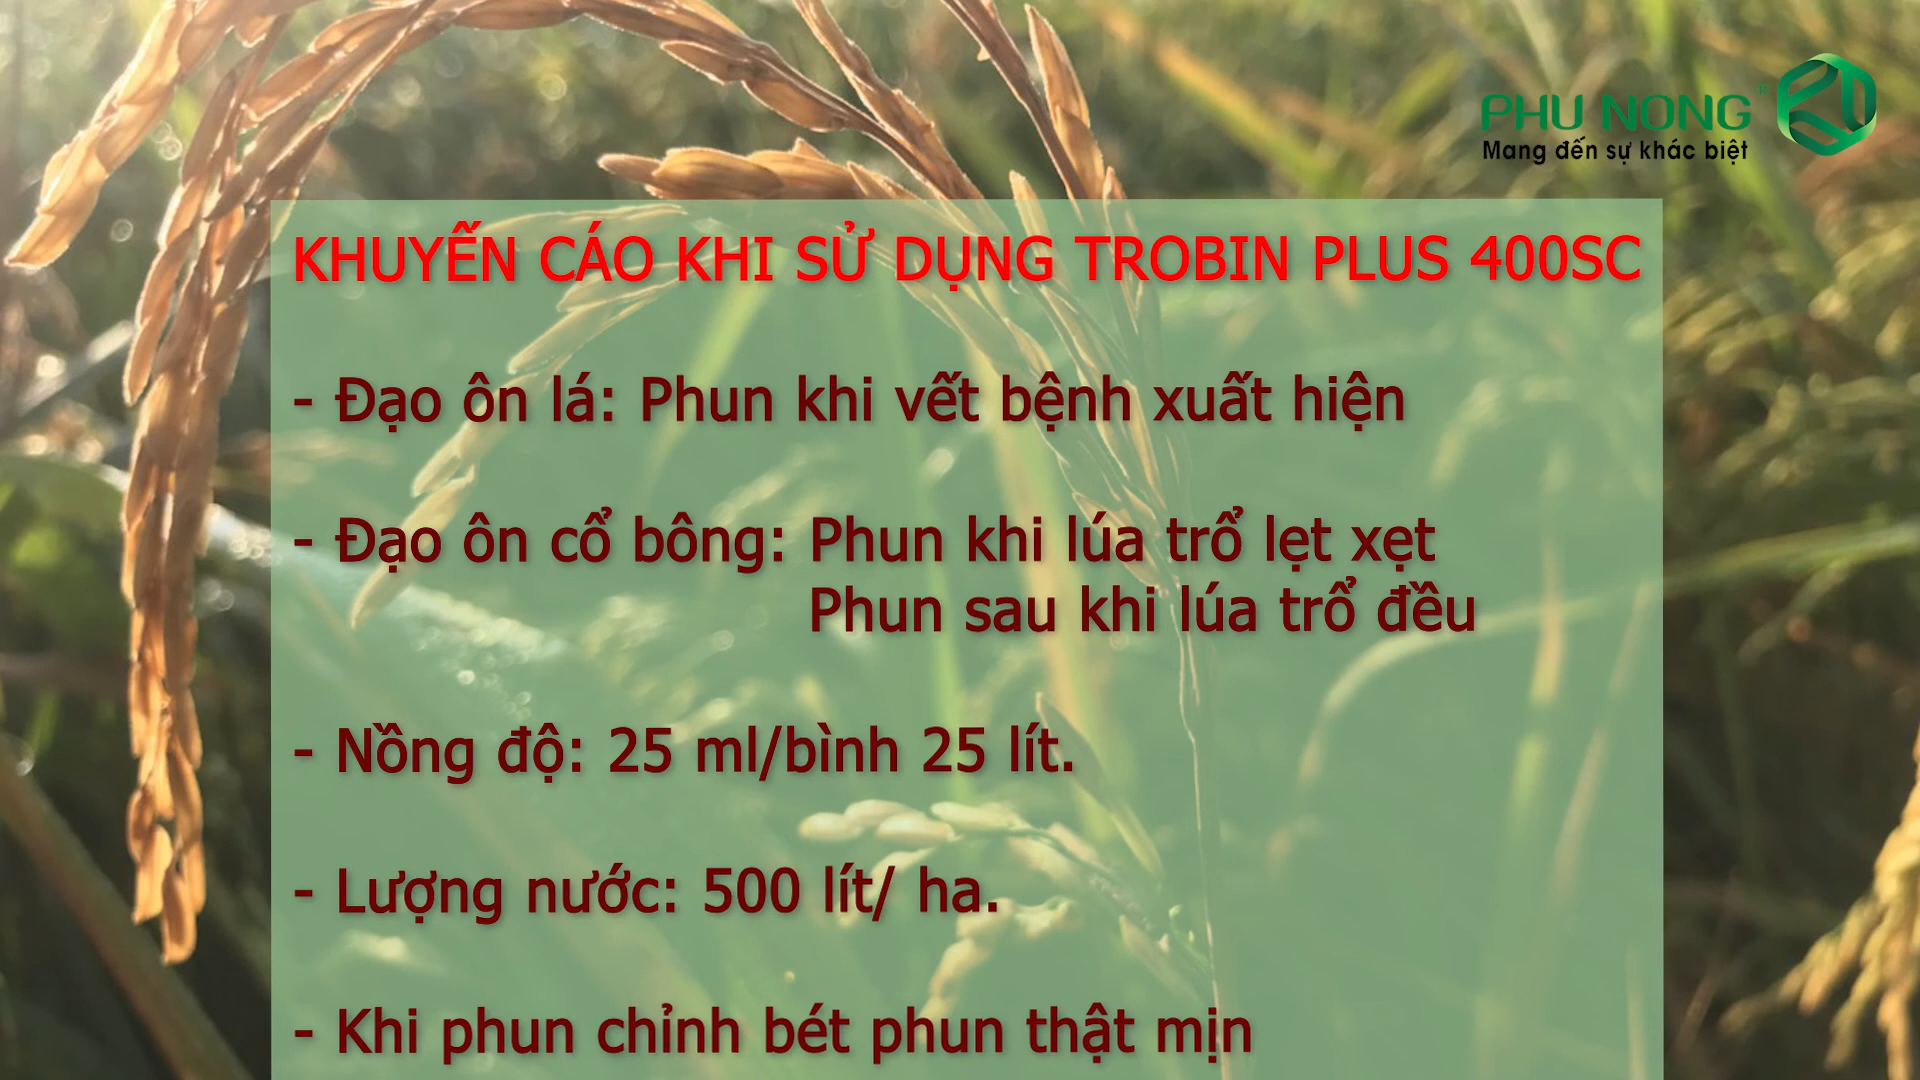 PHU NONG®
Mang đến sự khác biệt
KHUYẾN CÁO KHI SỬ DỤNG TROBIN PLUS 400SC
- Đạo ôn lá: Phun khi vết bệnh xuất hiện
- Đạo ôn cổ bông: Phun khi lúa trổ lẹt xẹt
Phun sau khi lúa trổ đều
- Nồng độ: 25 ml/bình 25 lít.
- Lượng nước: 500 lít/ ha.
- Khi phun chỉnh bét phun thật mịn